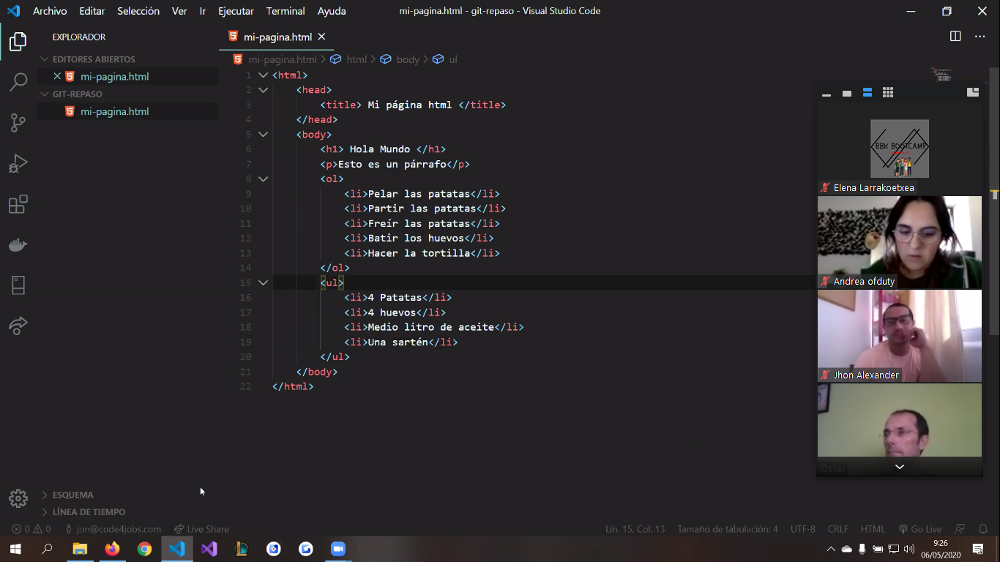 Archivo Editar Selección Ver Ir Ejecutar Terminal Ayuda mi-pagina.html - git-repaso - Visual Studio Code
EXPLORADOR
mi-pagina.html
EDITORES ABIERTOS
mi-pagina.html
GIT-REPASO
mi-pagina.html
mi-pagina.html > html > body > ul
1 <html>
2 <head>
3 <title> Mi página html </title>
4 </head>
5 <body>
6 <h1> Hola Mundo </h1>
7 <p>Esto es un párrafo</p>
8 <ol>
9 <li>Pelar las patatas</li>
10 <li>Partir las patatas</li>
11 <li>Freír las patatas</li>
12 <li>Batir los huevos</li>
13 <li>Hacer la tortilla</li>
14 </ol>
15 <ul>
16 <li>4 Patatas</li>
17 <li>4 huevos</li>
18 <li>Medio litro de aceite</li>
19 <li>Una sartén</li>
20 </ul>
21 </body>
22 </html>
BBK BOOTCAMP
Elena Larrakoetxea
Andrea ofduty
Jhon Alexander
Oscar
ESQUEMA
LÍNEA DE TIEMPO
0 0 jon@code4jobs.com Live Share
Lín. 15, Col. 13 Tamaño de tabulación: 4 UTF-8 CRLF HTML Go Live
9:26
06/05/2020